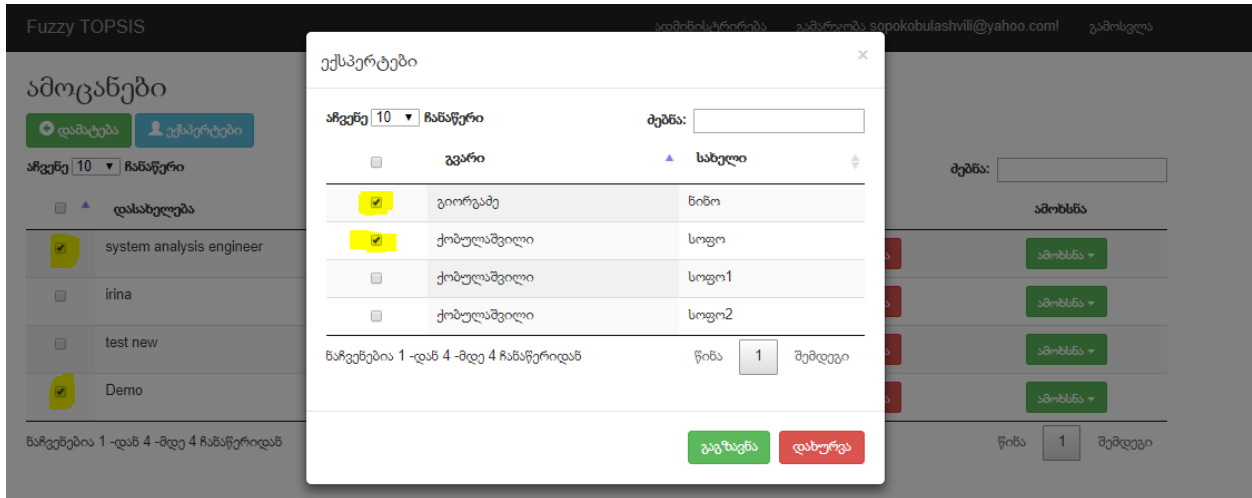 Fuzzy TOPSIS ადმინისტრირება გამარჯობა sopokobulashvili@yahoo.com! გამოსვლა
ამოცანები
დამატება ექსპერტები
აჩვენე 10 ჩანაწერი ძებნა:
დასახელება ამოხსნა
system analysis engineer ამოხსნა
irina ამოხსნა
test new ამოხსნა
Demo ამოხსნა
ნაჩვენებია 1 -დან 4 -მდე 4 ჩანაწერიდან წინა 1 შემდეგი
ექსპერტები ×
აჩვენე 10 ჩანაწერი ძებნა:
გვარი სახელი
გიორგაძე ნინო
ქობულაშვილი სოფო
ქობულაშვილი სოფო1
ქობულაშვილი სოფო2
ნაჩვენებია 1 -დან 4 -მდე 4 ჩანაწერიდან წინა 1 შემდეგი
გაგზავნა დახურვა